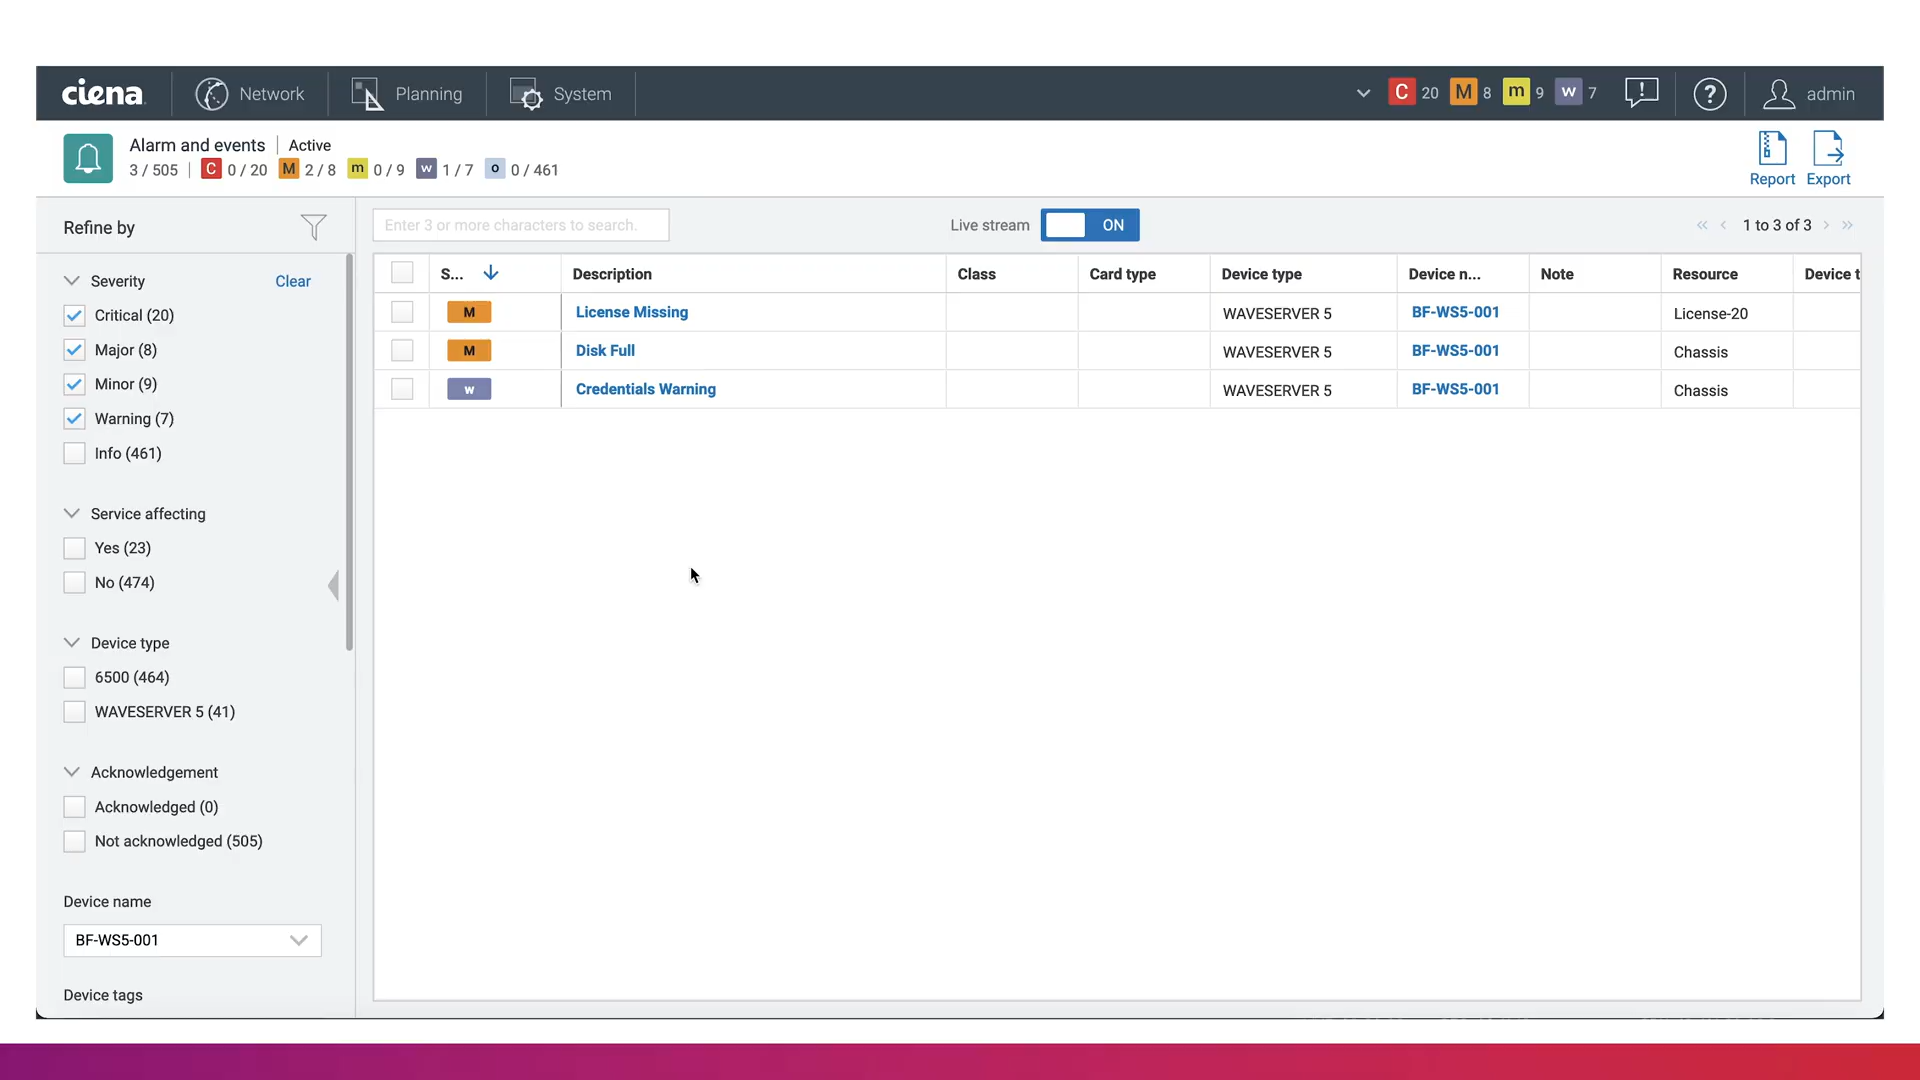 ciena
Network
Planning
System
C 20 M 8 m 9 w 7
! ? admin
Alarm and events | Active
3 / 505 | C 0 / 20 M 2 / 8 m 0 / 9 w 1 / 7 o 0 / 461
Report
Export
Refine by
Severity Clear
Critical (20)
Major (8)
Minor (9)
Warning (7)
Info (461)
Service affecting
Yes (23)
No (474)
Device type
6500 (464)
WAVESERVER 5 (41)
Acknowledgement
Acknowledged (0)
Not acknowledged (505)
Device name
BF-WS5-001
Device tags
Enter 3 or more characters to search.
Live stream ON
« ‹ 1 to 3 of 3 › »
S... Description Class Card type Device type Device n... Note Resource Device t
M License Missing WAVESERVER 5 BF-WS5-001 License-20
M Disk Full WAVESERVER 5 BF-WS5-001 Chassis
w Credentials Warning WAVESERVER 5 BF-WS5-001 Chassis